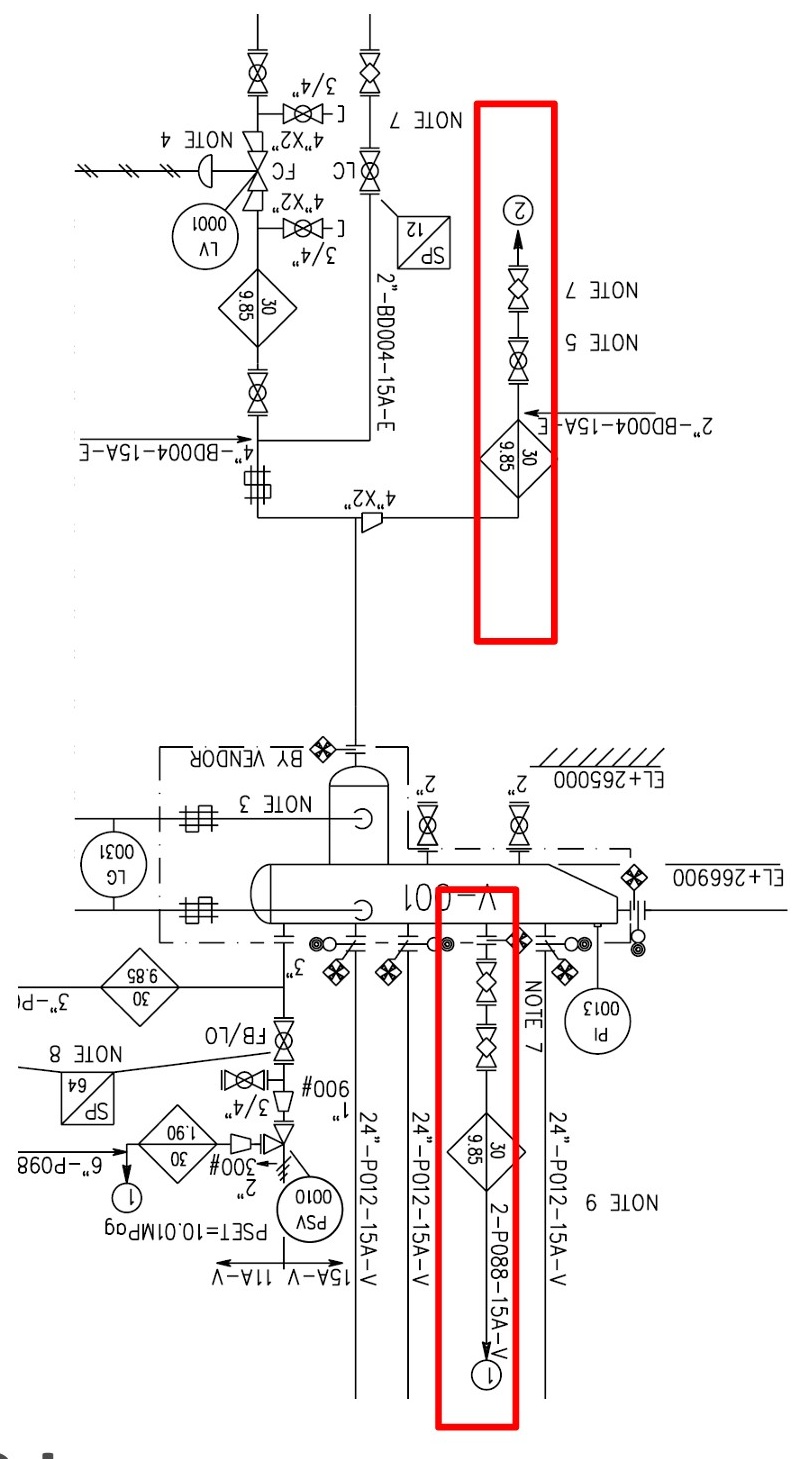 3/4"
4"X2"
NOTE 4
NOTE 7
FC
LC
4"X2"
LV
0001
3/4"
SP
12
2
30
9.85
2"-BD004-15A-E
NOTE 7
NOTE 5
2"-BD004-15A-E
4"-BD004-15A-E
30
9.85
4"X2"
BY VENDOR
EL+265000
NOTE 3
2"
2"
LG
0031
V-001
EL+266900
3"
30
9.85
3"-P0
NOTE 7
PI
0013
FB/LO
NOTE 8
SP
64
3/4"
900#
1"
30
1.90
300#
2"
6"-P098
1
PSV
0010
PSET=10.01MPag
15A-V
11A-V
24"-P012-15A-V
24"-P012-15A-V
30
9.85
2-P088-15A-V
1
24"-P012-15A-V
NOTE 9